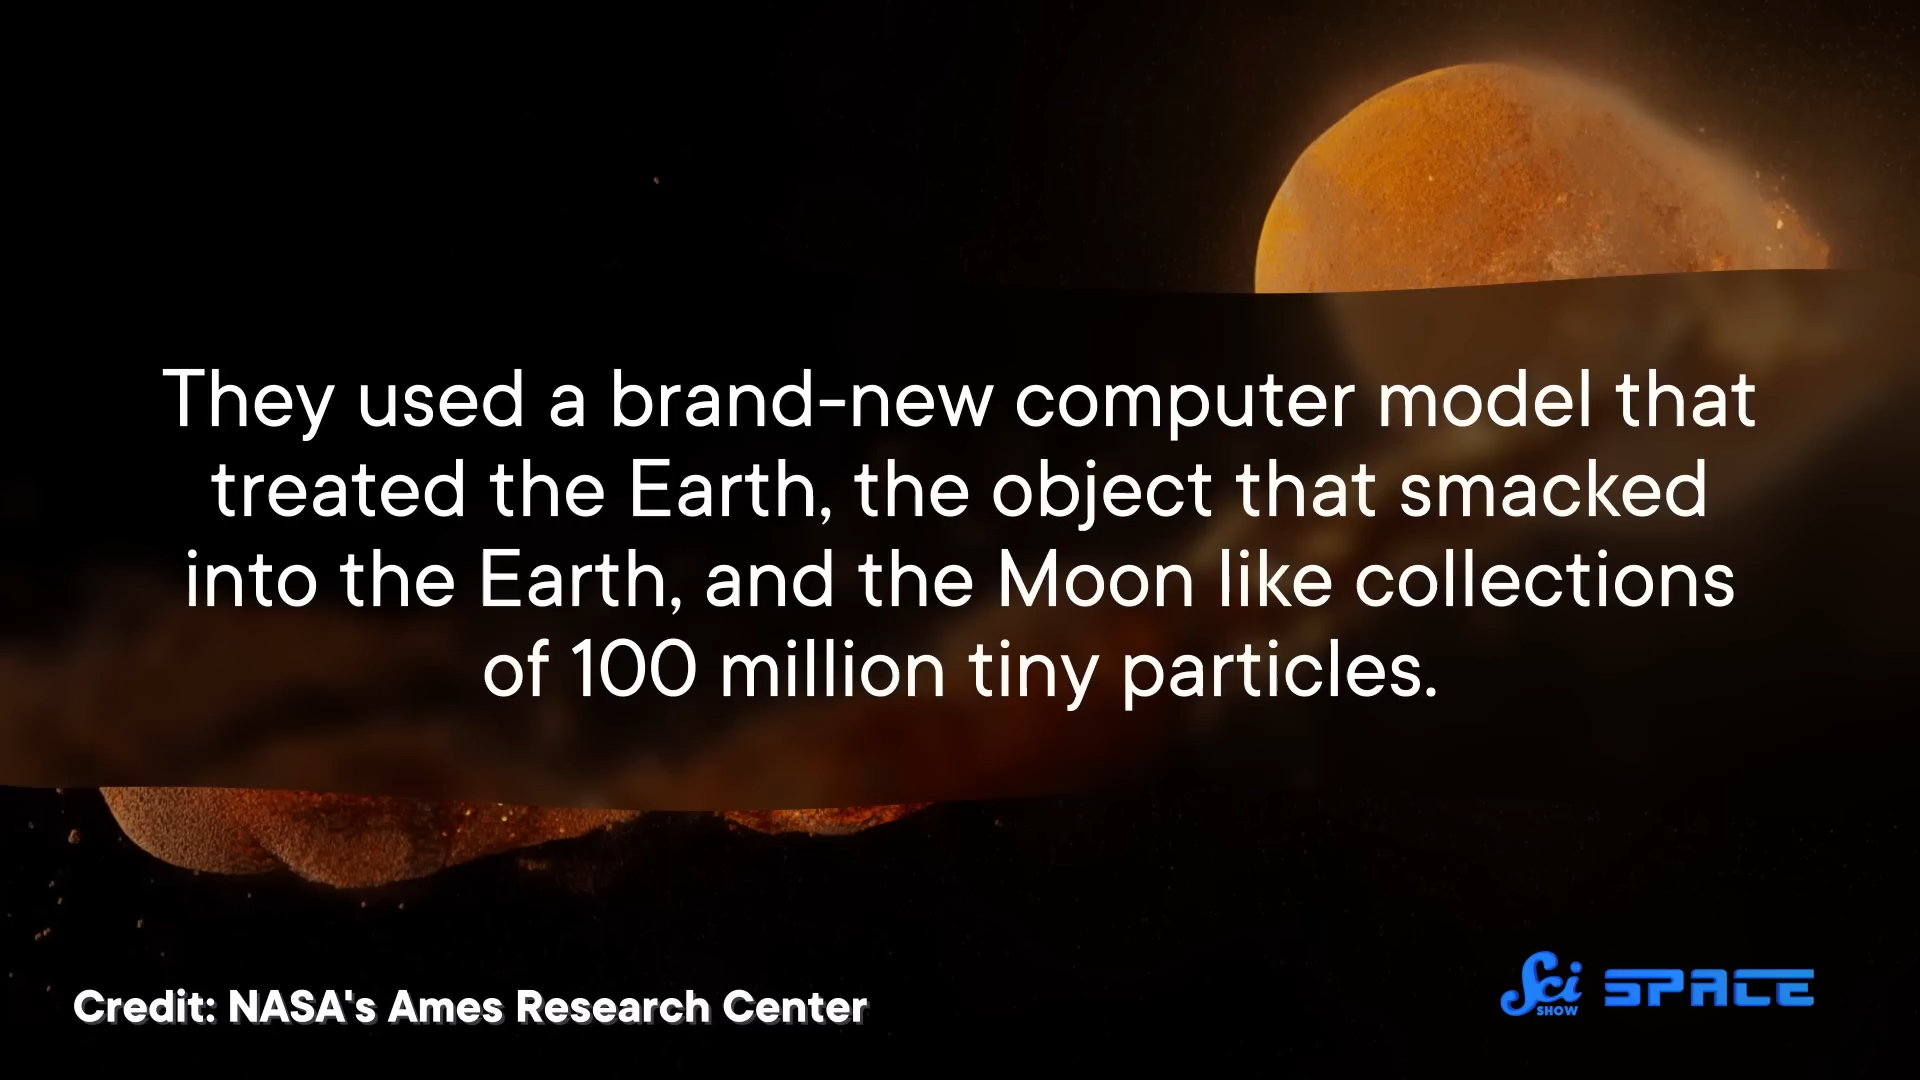 They used a brand-new computer model that
treated the Earth, the object that smacked
into the Earth, and the Moon like collections
of 100 million tiny particles.
Credit: NASA's Ames Research Center
Sci SHOW SPACE